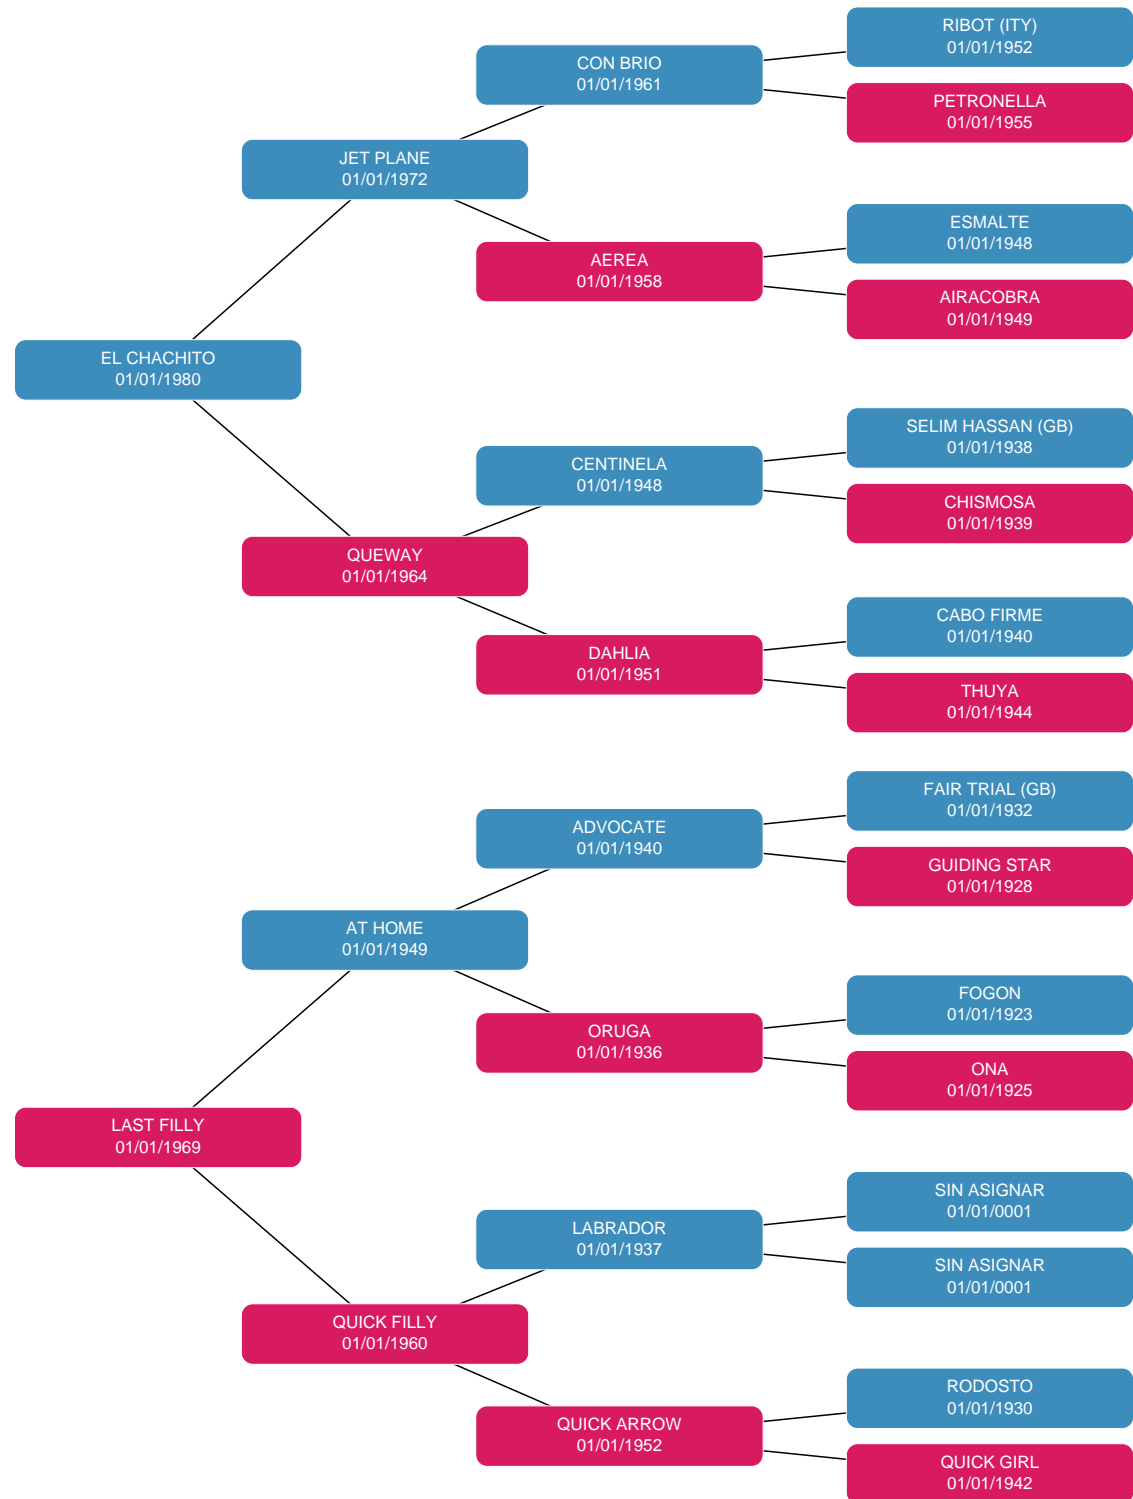 RIBOT (ITY)
01/01/1952
CON BRIO
01/01/1961
PETRONELLA
01/01/1955
JET PLANE
01/01/1972
ESMALTE
01/01/1948
AEREA
01/01/1958
AIRACOBRA
01/01/1949
EL CHACHITO
01/01/1980
SELIM HASSAN (GB)
01/01/1938
CENTINELA
01/01/1948
CHISMOSA
01/01/1939
QUEWAY
01/01/1964
CABO FIRME
01/01/1940
DAHLIA
01/01/1951
THUYA
01/01/1944
FAIR TRIAL (GB)
01/01/1932
ADVOCATE
01/01/1940
GUIDING STAR
01/01/1928
AT HOME
01/01/1949
FOGON
01/01/1923
ORUGA
01/01/1936
ONA
01/01/1925
LAST FILLY
01/01/1969
SIN ASIGNAR
01/01/0001
LABRADOR
01/01/1937
SIN ASIGNAR
01/01/0001
QUICK FILLY
01/01/1960
RODOSTO
01/01/1930
QUICK ARROW
01/01/1952
QUICK GIRL
01/01/1942